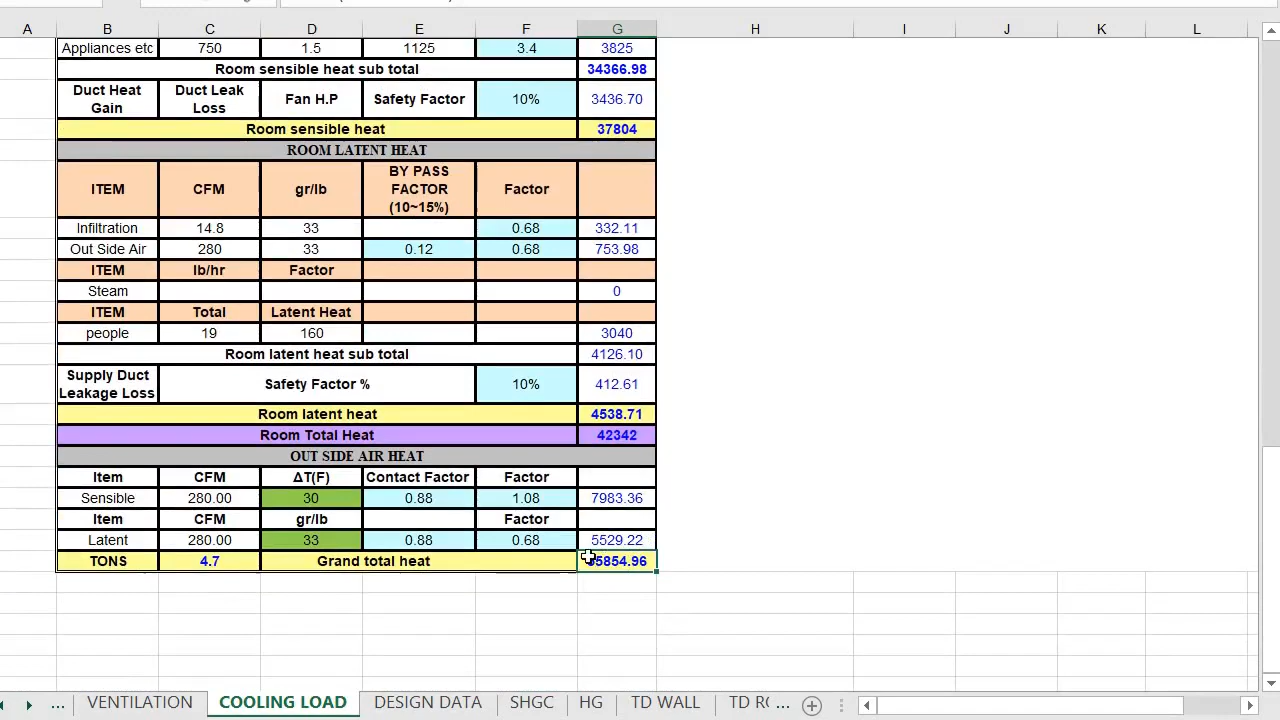 A B C D E F G H I J K L
Appliances etc 750 1.5 1125 3.4 3825
Room sensible heat sub total 34366.98
Duct Heat Gain Duct Leak Loss Fan H.P Safety Factor 10% 3436.70
Room sensible heat 37804
ROOM LATENT HEAT
ITEM CFM gr/lb BY PASS FACTOR (10~15%) Factor
Infiltration 14.8 33 0.68 332.11
Out Side Air 280 33 0.12 0.68 753.98
ITEM lb/hr Factor
Steam 0
ITEM Total Latent Heat
people 19 160 3040
Room latent heat sub total 4126.10
Supply Duct Leakage Loss Safety Factor % 10% 412.61
Room latent heat 4538.71
Room Total Heat 42342
OUT SIDE AIR HEAT
Item CFM ΔT(F) Contact Factor Factor
Sensible 280.00 30 0.88 1.08 7983.36
Item CFM gr/lb Factor
Latent 280.00 33 0.88 0.68 5529.22
TONS 4.7 Grand total heat
... VENTILATION COOLING LOAD DESIGN DATA SHGC HG TD WALL TD ...